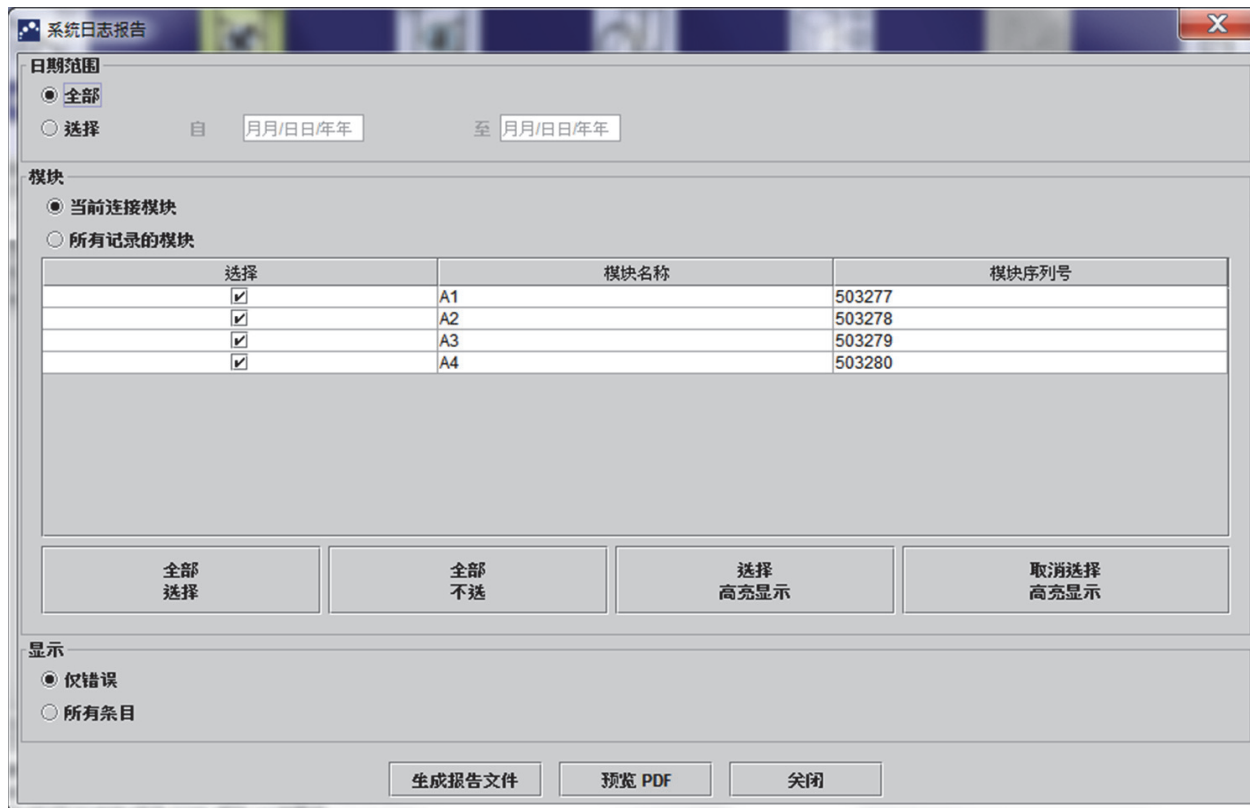 系统日志报告
日期范围
全部
选择 自 月月/日日/年年 至 月月/日日/年年
模块
当前连接模块
所有记录的模块
选择 模块名称 模块序列号
A1 503277
A2 503278
A3 503279
A4 503280
全部 全部 选择 取消选择
选择 不选 高亮显示 高亮显示
显示
仅错误
所有条目
生成报告文件 预览 PDF 关闭